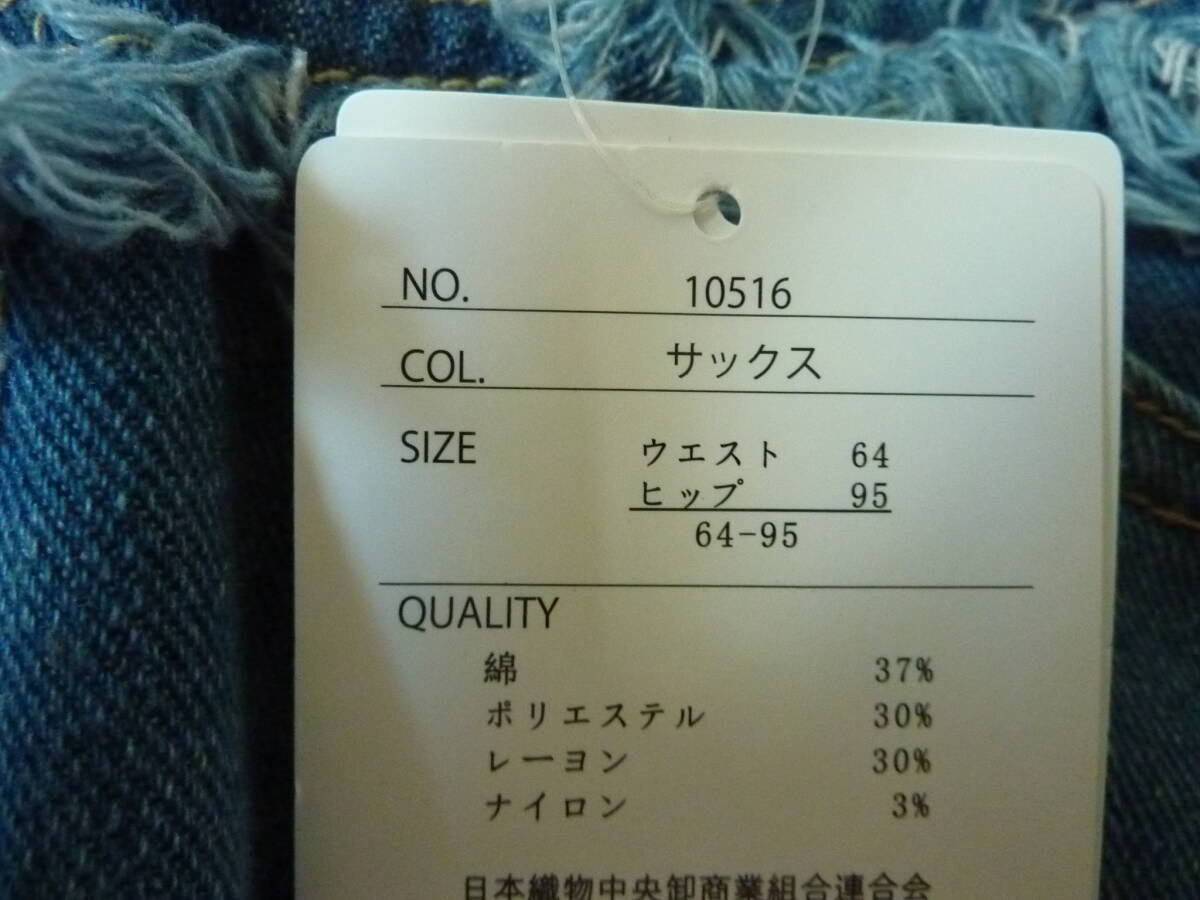 NO. 10516
COL. サックス
SIZE ウエスト 64
ヒップ 95
64-95
QUALITY
綿 37%
ポリエステル 30%
レーヨン 30%
ナイロン 3%
日本織物中央卸商業組合連合会